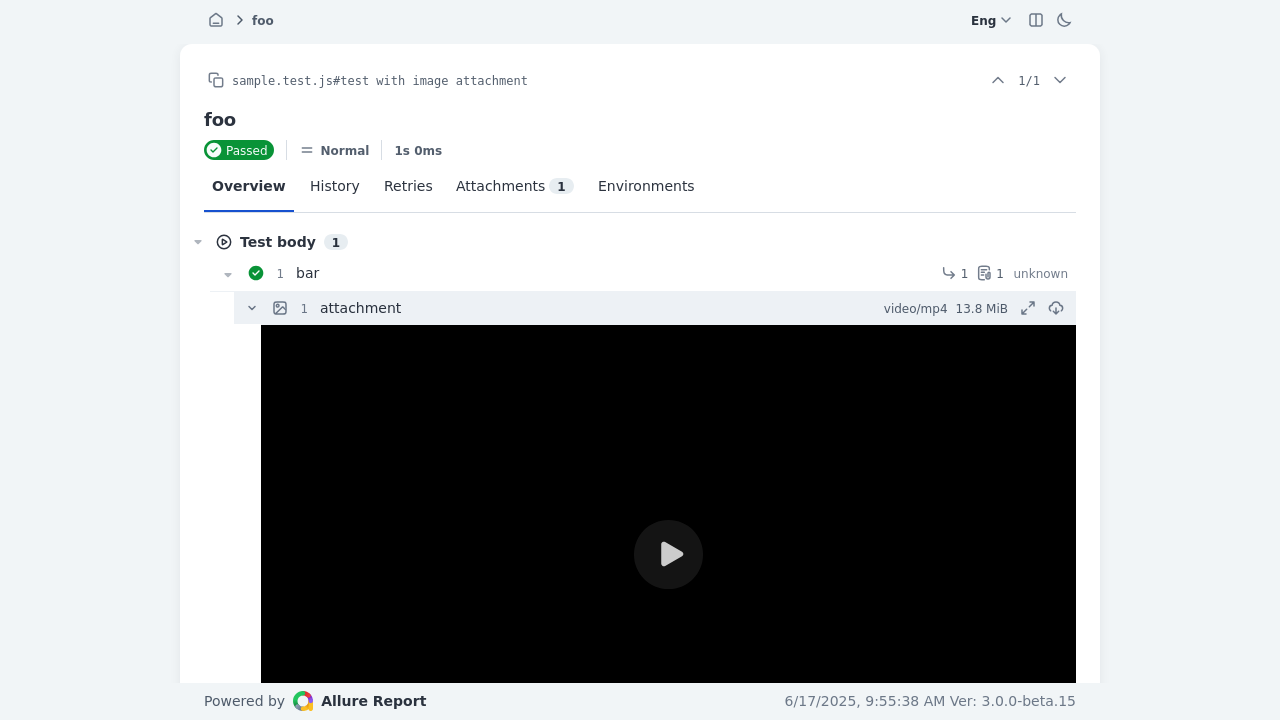 foo
Eng
sample.test.js#test with image attachment
1/1
foo
Passed
Normal
1s 0ms
Overview
History
Retries
Attachments 1
Environments
Test body 1
1 bar
1 1 unknown
1 attachment
video/mp4 13.8 MiB
Powered by Allure Report
6/17/2025, 9:55:38 AM Ver: 3.0.0-beta.15